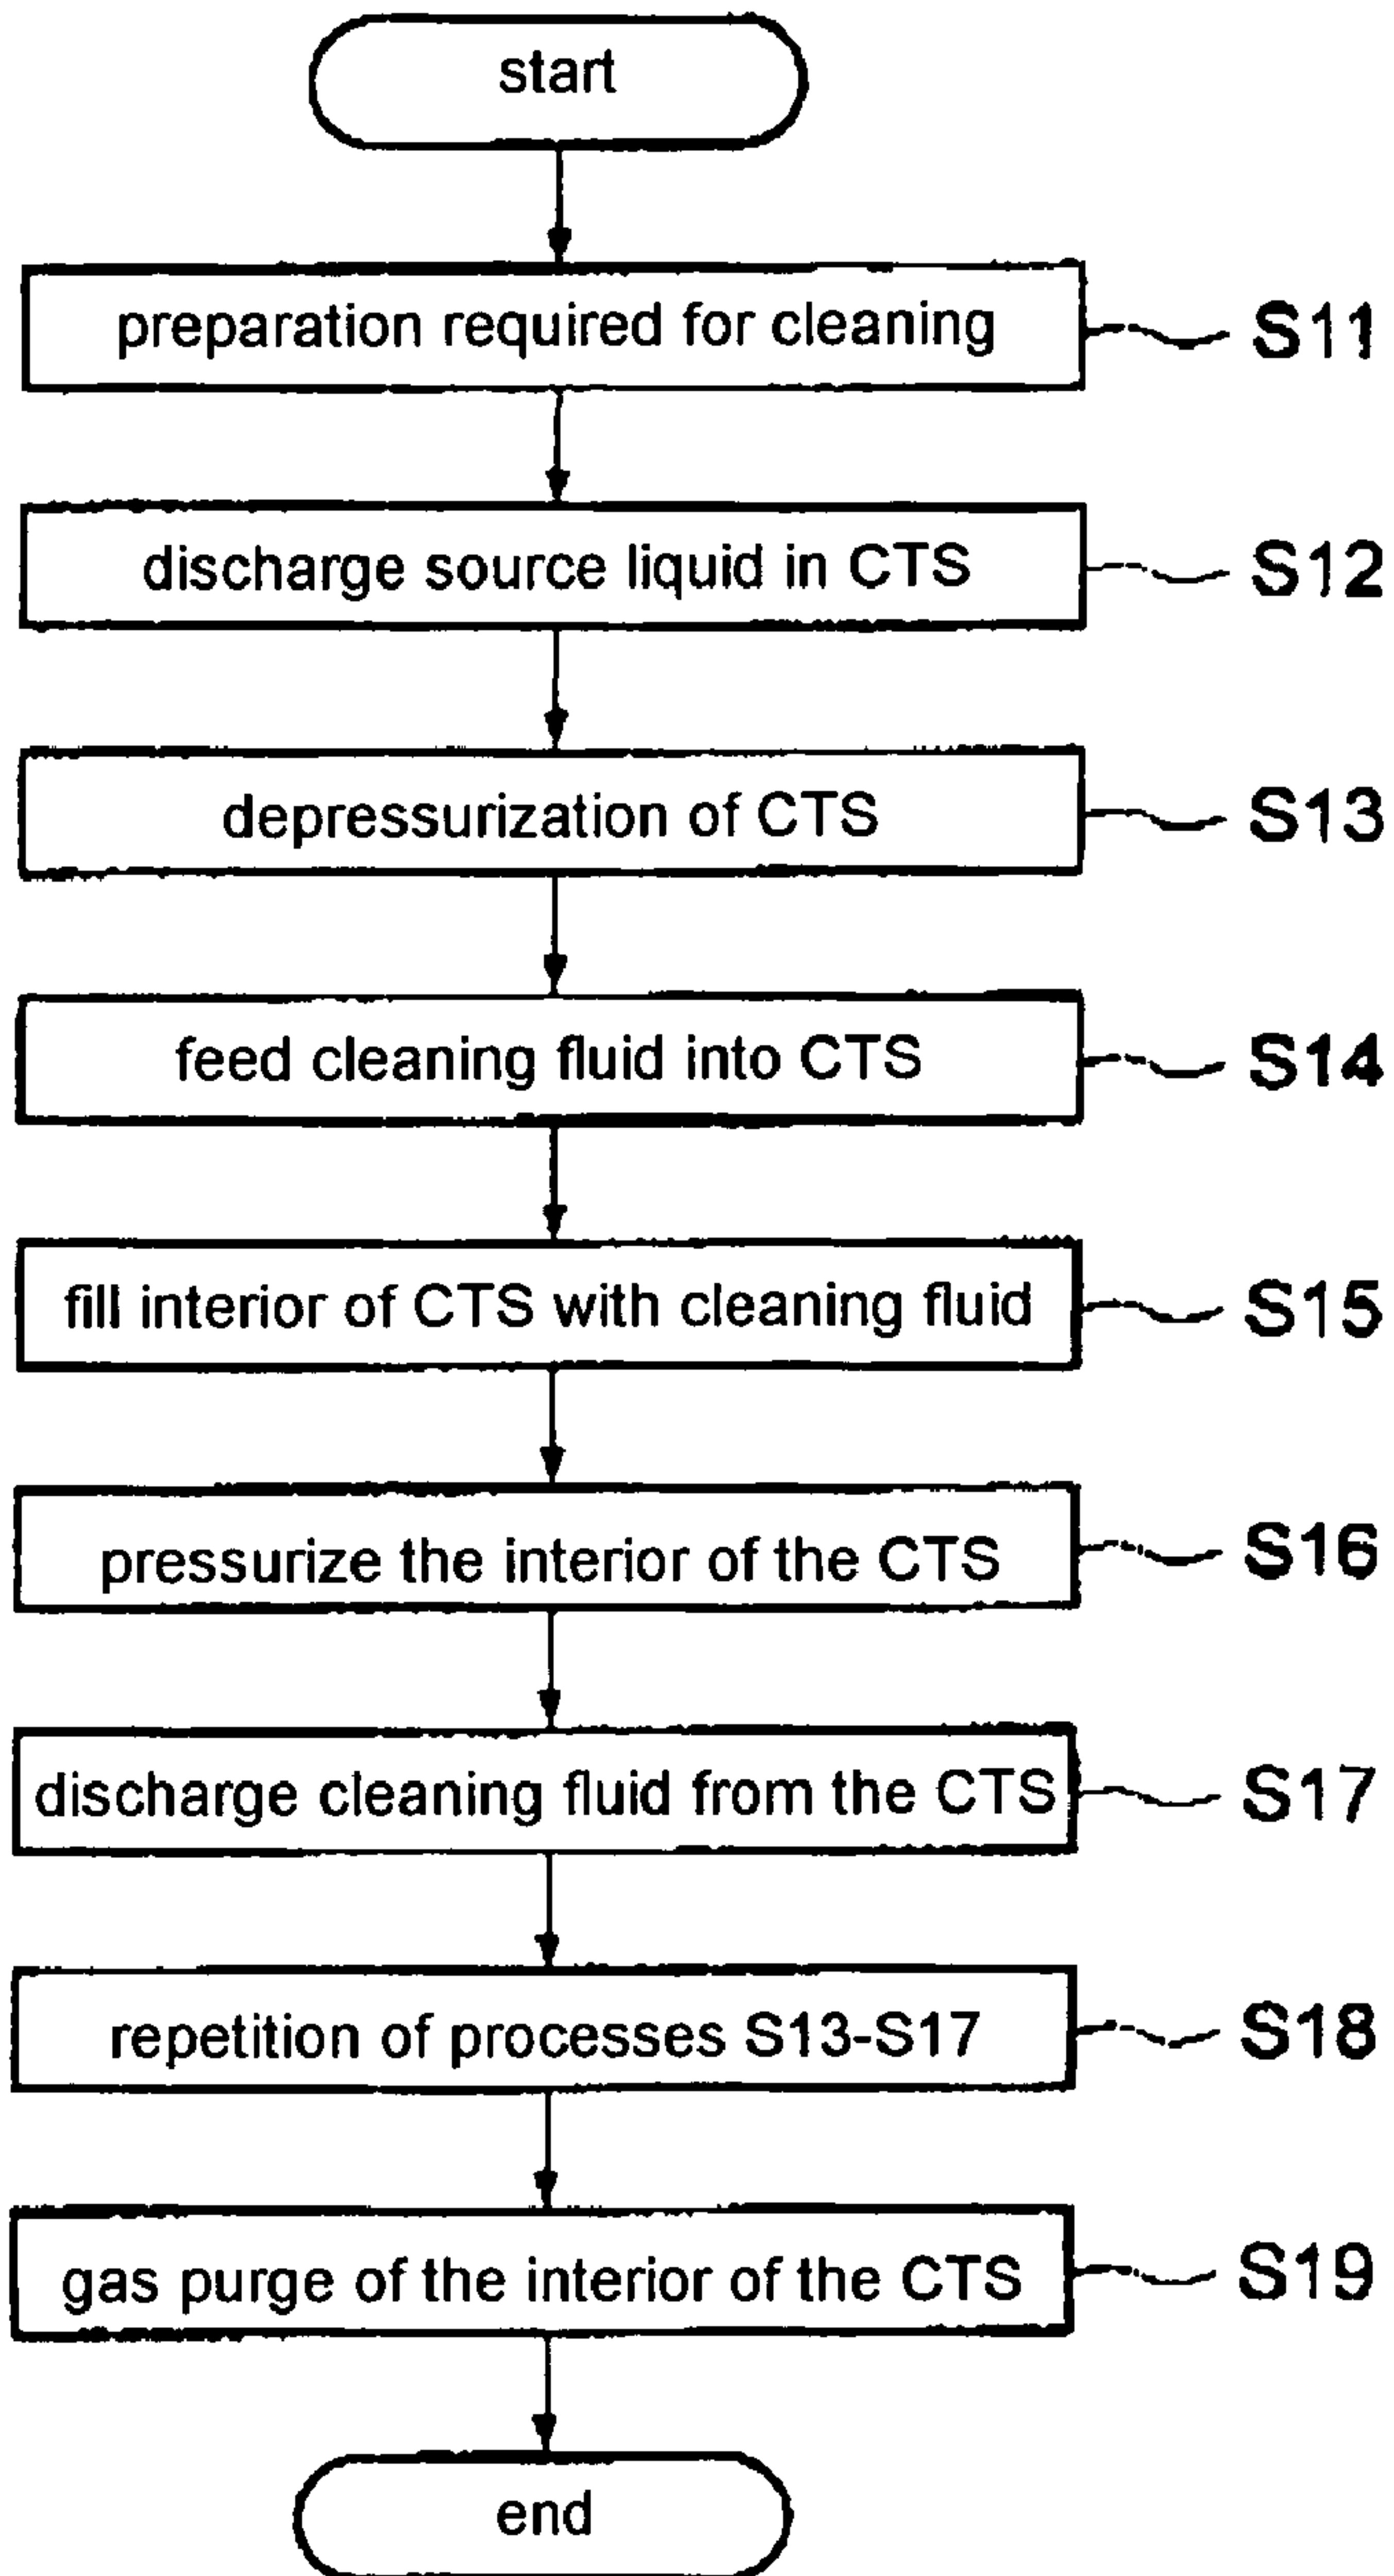 start
preparation required for cleaning
S11
discharge source liquid in CTS
S12
depressurization of CTS
S13
feed cleaning fluid into CTS
S14
fill interior of CTS with cleaning fluid
S15
pressurize the interior of the CTS
S16
discharge cleaning fluid from the CTS
S17
repetition of processes S13-S17
S18
gas purge of the interior of the CTS
S19
end